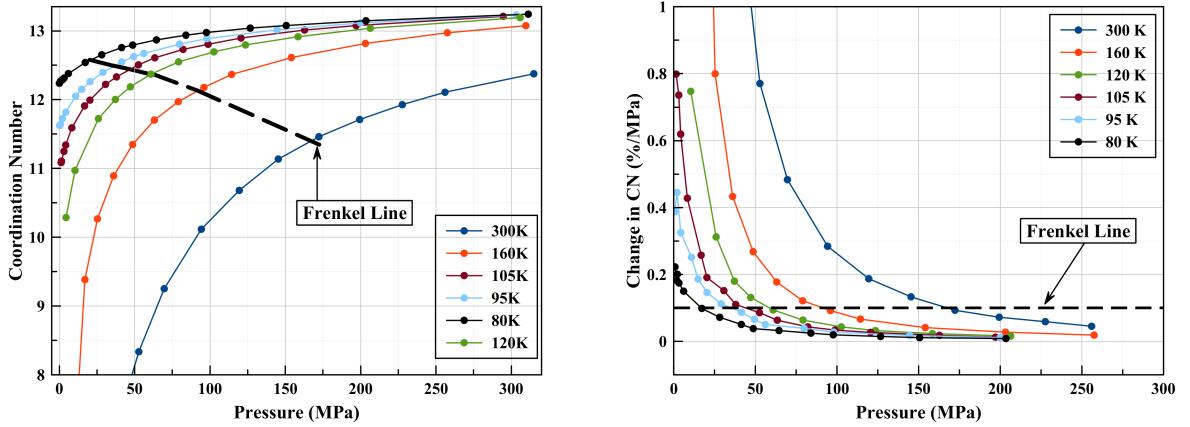 Coordination Number
13
12
11
10
9
8
0
50
100
150
200
250
300
Pressure (MPa)
Frenkel Line
300K
160K
105K
95K
80K
120K
Change in CN (%/MPa)
1
0.8
0.6
0.4
0.2
0
0
50
100
150
200
250
300
Pressure (MPa)
Frenkel Line
300 K
160 K
120 K
105 K
95 K
80 K